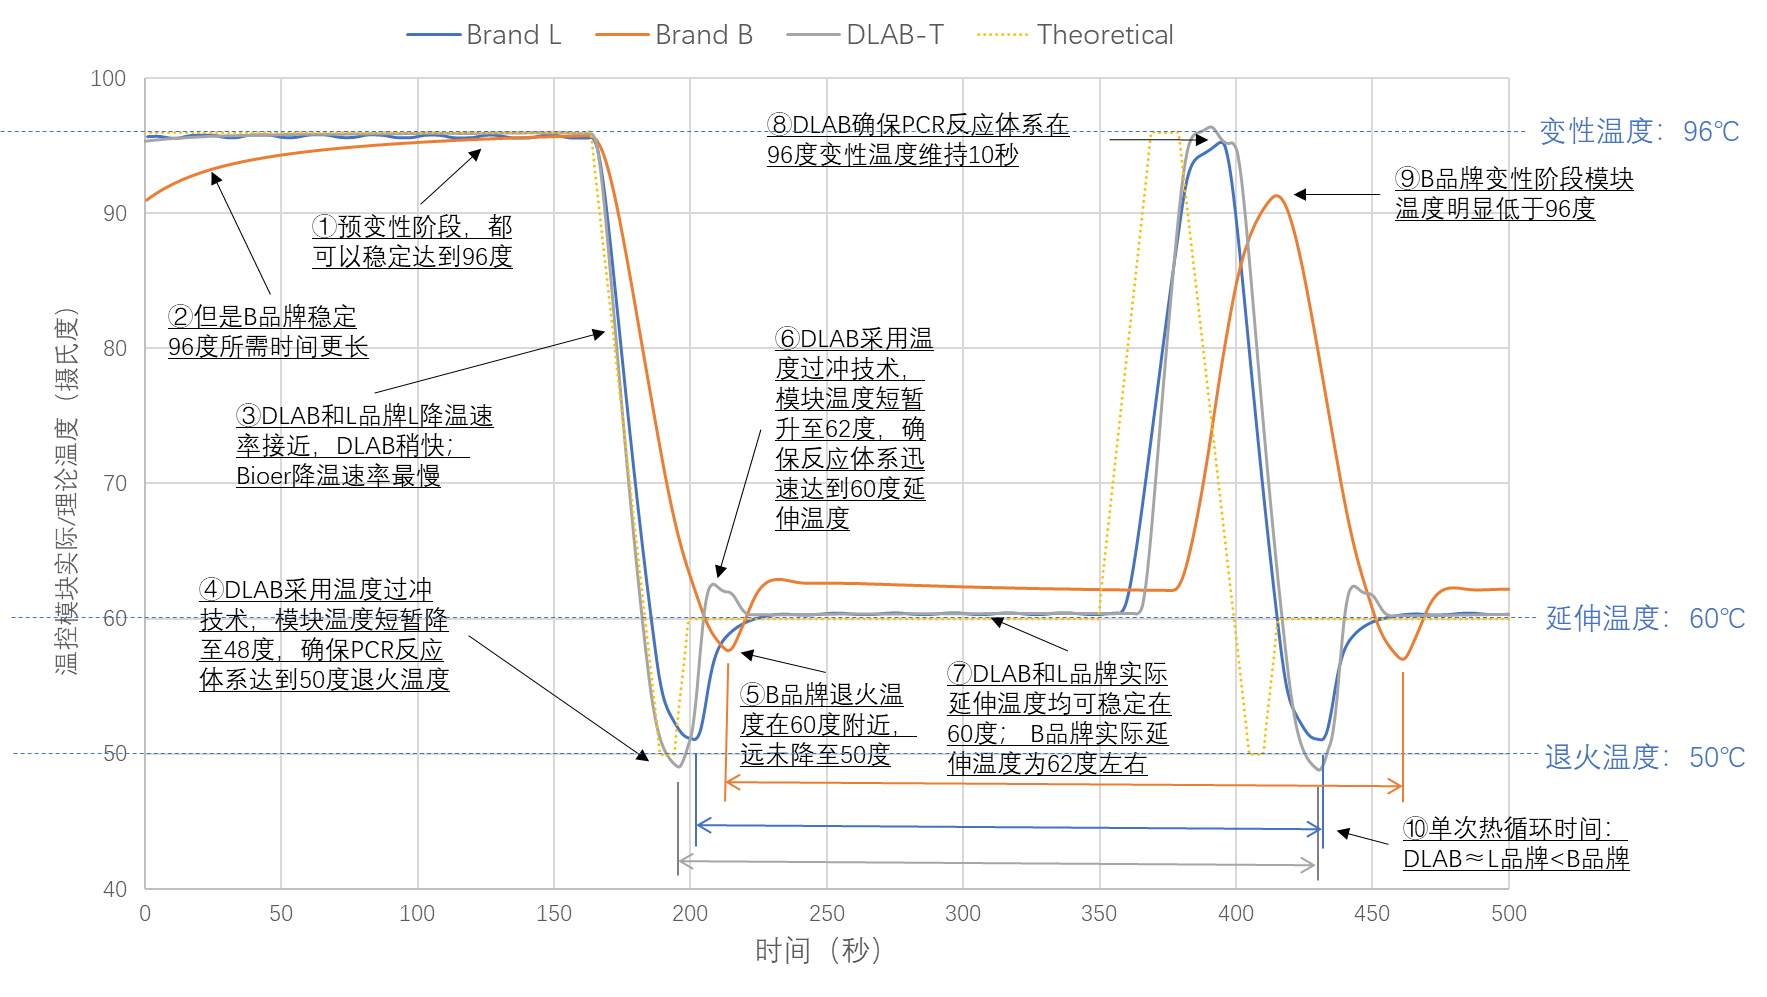 Brand L
Brand B
DLAB-T
Theoretical
100
90
80
70
60
50
40
0
50
100
150
200
250
300
350
400
450
500
温控模块实际/理论温度（摄氏度）
时间（秒）
变性温度：96℃
延伸温度：60℃
退火温度：50℃
①预变性阶段，都
可以稳定达到96度
②但是B品牌稳定
96度所需时间更长
③DLAB和L品牌L降温速
率接近，DLAB稍快；
Bioer降温速率最慢
④DLAB采用温度过冲
技术，模块温度短暂降
至48度，确保PCR反应
体系达到50度退火温度
⑤B品牌退火温
度在60度附近，
远未降至50度
⑥DLAB采用温
度过冲技术，
模块温度短暂
升至62度，确
保反应体系迅
速达到60度延
伸温度
⑦DLAB和L品牌实际
延伸温度均可稳定在
60度； B品牌实际延
伸温度为62度左右
⑧DLAB确保PCR反应体系在
96度变性温度维持10秒
⑨B品牌变性阶段模块
温度明显低于96度
⑩单次热循环时间：
DLAB≈L品牌<B品牌